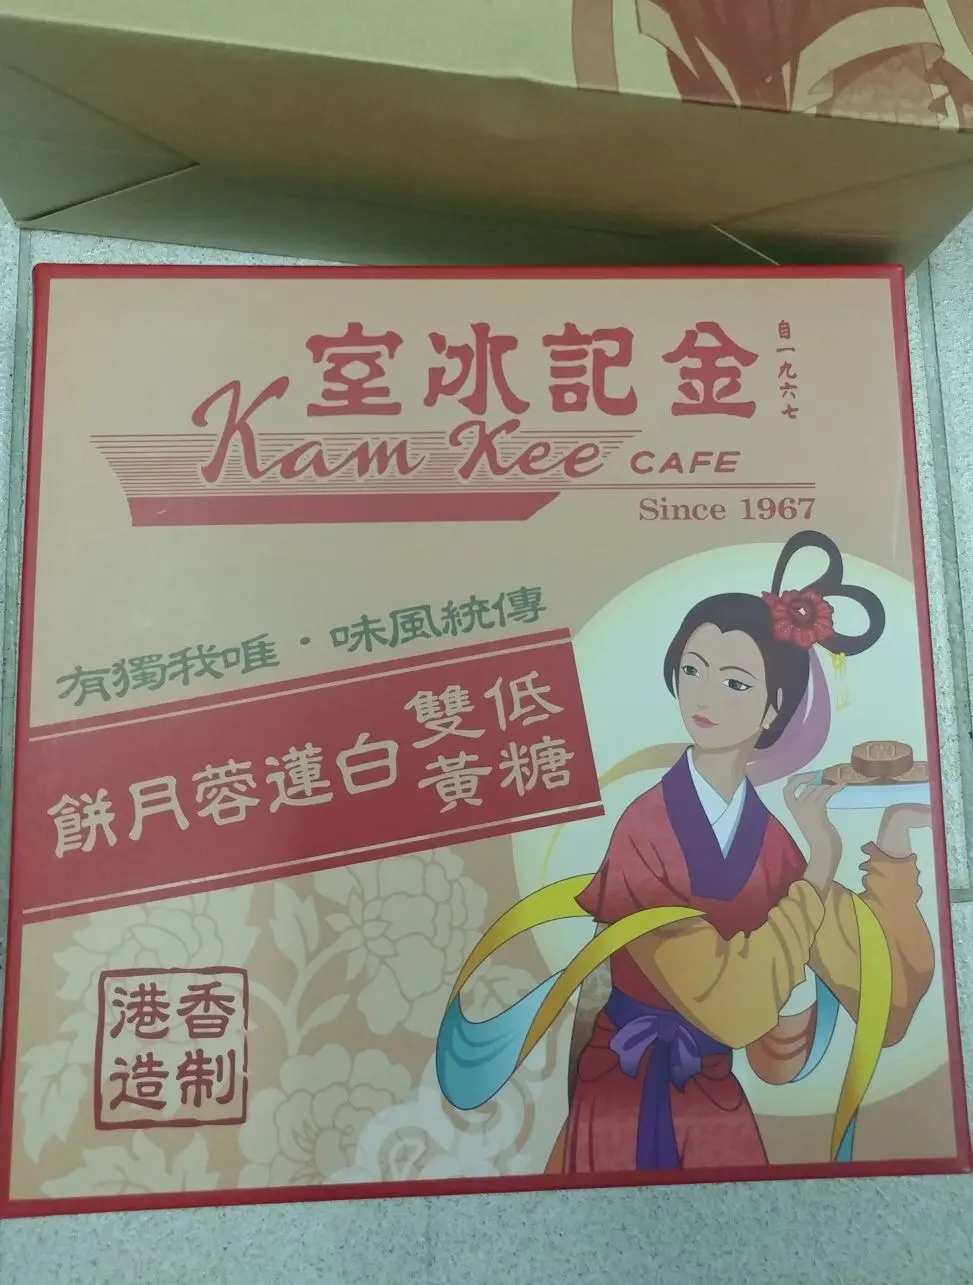 金記冰室
自一九六七
Kam Kee CAFE
Since 1967
傳統風味・唯我獨有
低糖雙黃白蓮蓉月餅
香港
制造